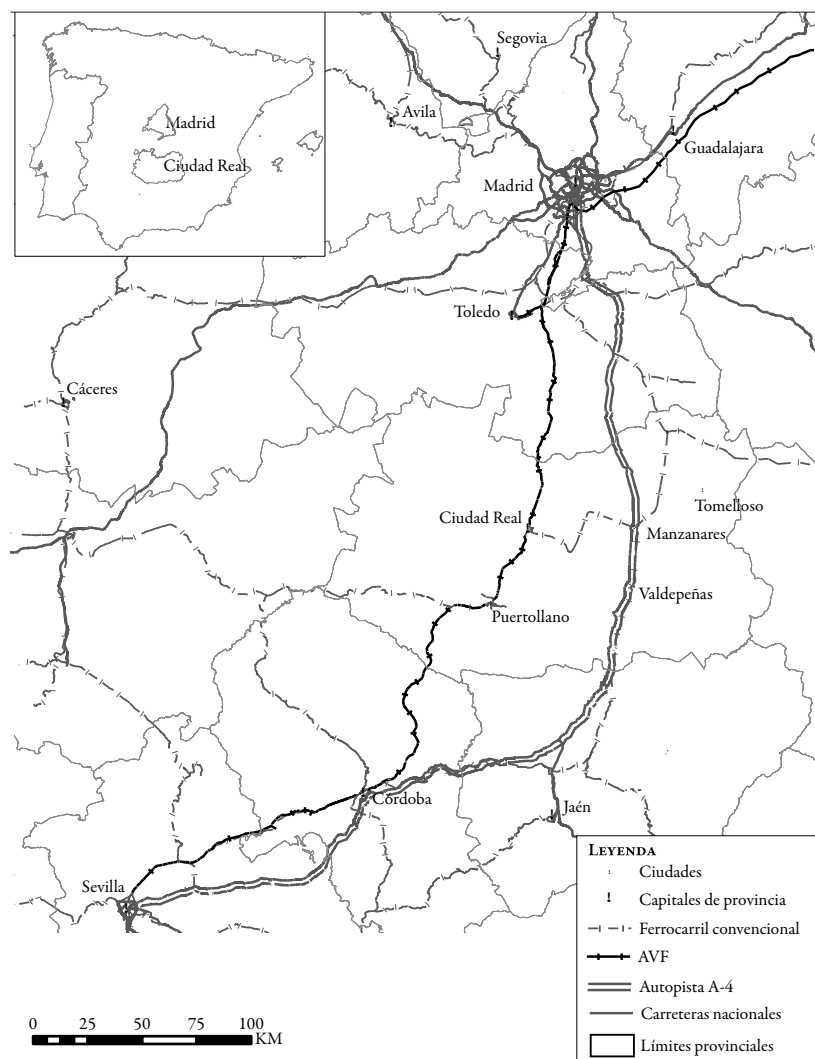 Segovia
Avila
Madrid
Guadalajara
Ciudad Real
Madrid
Toledo
Cáceres
Tomelloso
Ciudad Real
Manzanares
Valdepeñas
Puertollano
Córdoba
Jaén
Sevilla
LEYENDA
Ciudades
Capitales de provincia
Ferrocarril convencional
AVF
Autopista A-4
Carreteras nacionales
Límites provinciales
0 25 50 75 100
KM